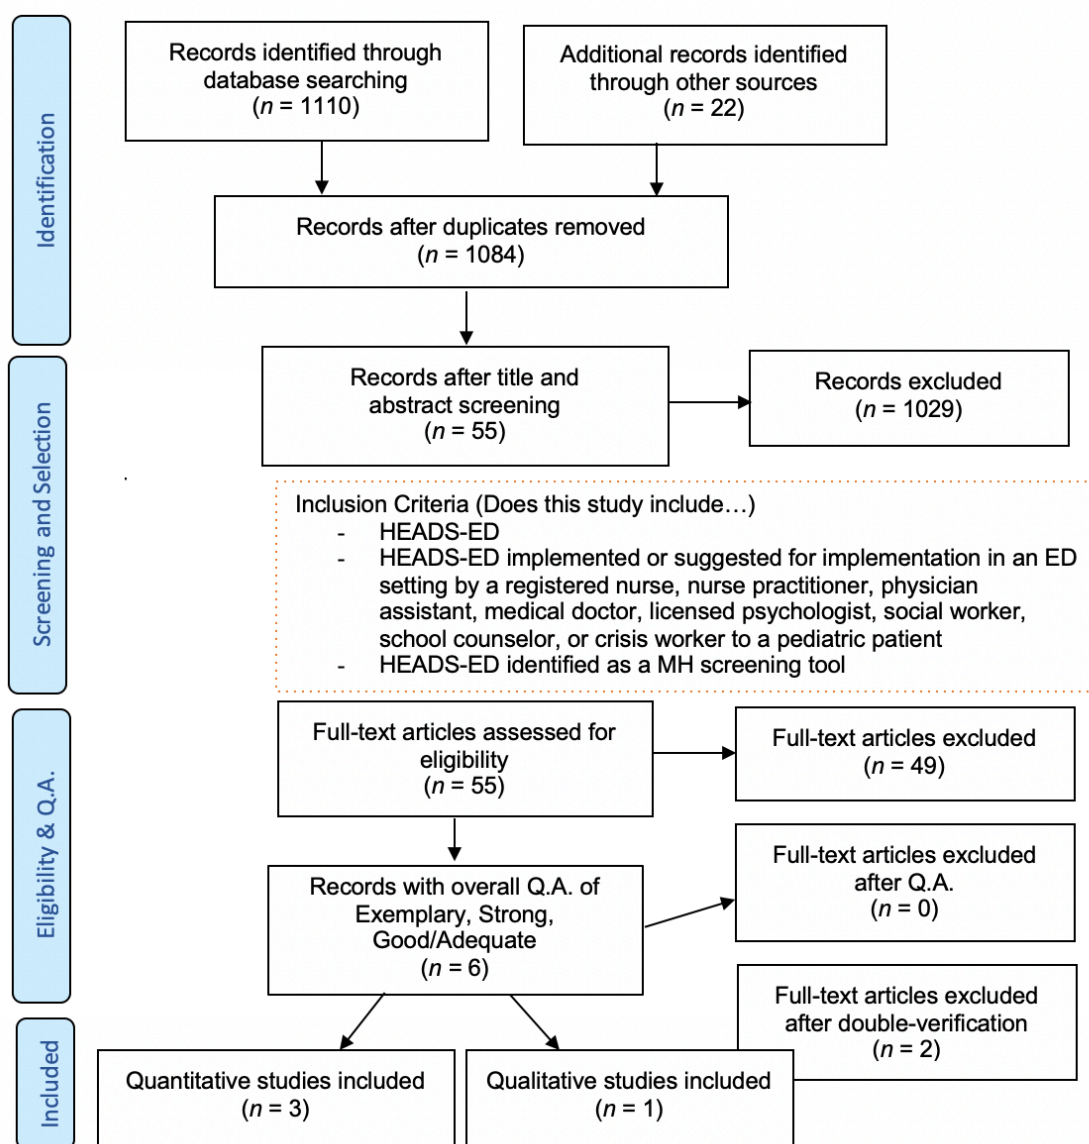 Identification
Records identified through
database searching
(n = 1110)
Additional records identified
through other sources
(n = 22)
Records after duplicates removed
(n = 1084)
Screening and Selection
Records after title and
abstract screening
(n = 55)
Records excluded
(n = 1029)
Inclusion Criteria (Does this study include…)
- HEADS-ED
- HEADS-ED implemented or suggested for implementation in an ED
setting by a registered nurse, nurse practitioner, physician
assistant, medical doctor, licensed psychologist, social worker,
school counselor, or crisis worker to a pediatric patient
- HEADS-ED identified as a MH screening tool
Eligibility & Q.A.
Full-text articles assessed for
eligibility
(n = 55)
Full-text articles excluded
(n = 49)
Records with overall Q.A. of
Exemplary, Strong,
Good/Adequate
(n = 6)
Full-text articles excluded
after Q.A.
(n = 0)
Full-text articles excluded
after double-verification
(n = 2)
Included
Quantitative studies included
(n = 3)
Qualitative studies included
(n = 1)